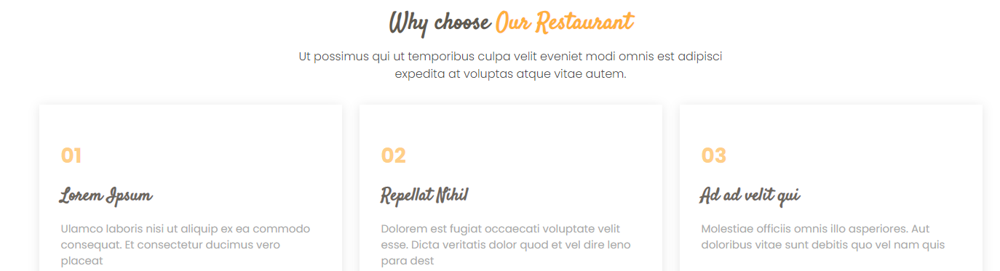 Why choose Our Restaurant
Ut possimus qui ut temporibus culpa velit eveniet modi omnis est adipisci
expedita at voluptas atque vitae autem.
01
Lorem Ipsum
Ulamco laboris nisi ut aliquip ex ea commodo
consequat. Et consectetur ducimus vero
placeat
02
Repellat Nihil
Dolorem est fugiat occaecati voluptate velit
esse. Dicta veritatis dolor quod et vel dire leno
para dest
03
Ad ad velit qui
Molestiae officiis omnis illo asperiores. Aut
doloribus vitae sunt debitis quo vel nam quis